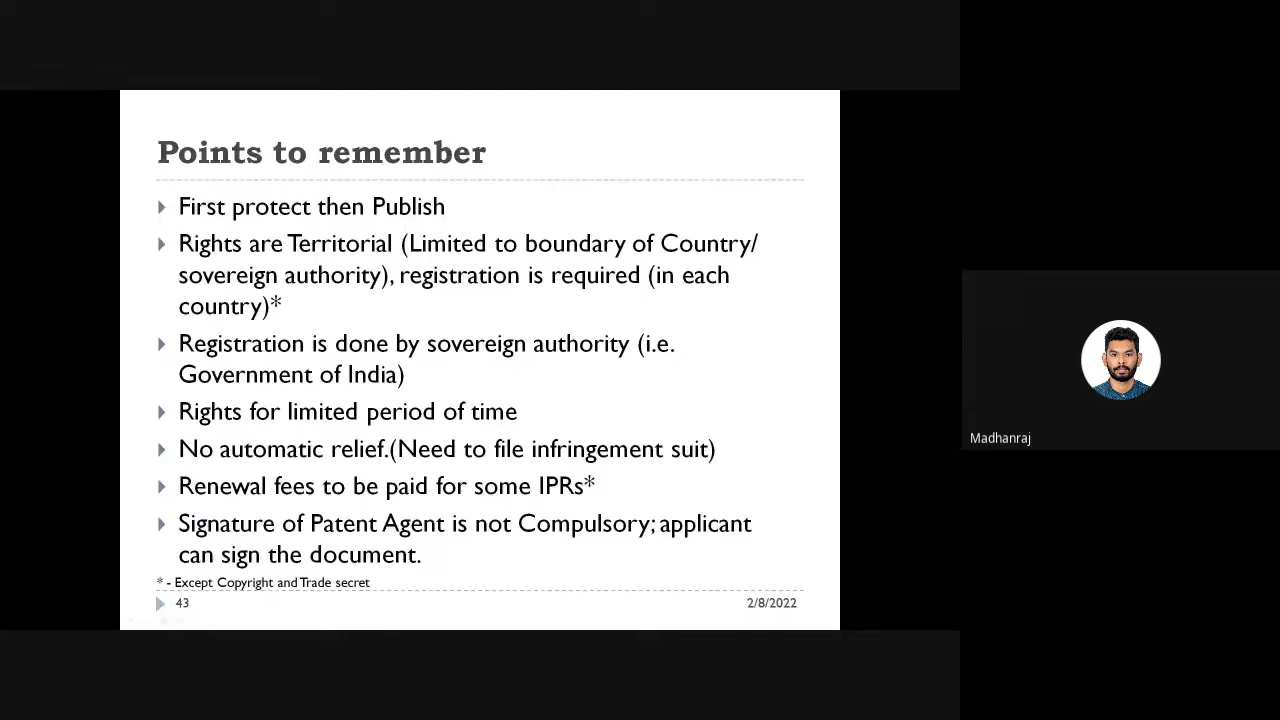 Points to remember
First protect then Publish
Rights are Territorial (Limited to boundary of Country/
sovereign authority), registration is required (in each
country)*
Registration is done by sovereign authority (i.e.
Government of India)
Rights for limited period of time
No automatic relief.(Need to file infringement suit)
Renewal fees to be paid for some IPRs*
Signature of Patent Agent is not Compulsory; applicant
can sign the document.
* - Except Copyright and Trade secret
43
2/8/2022
Madhanraj